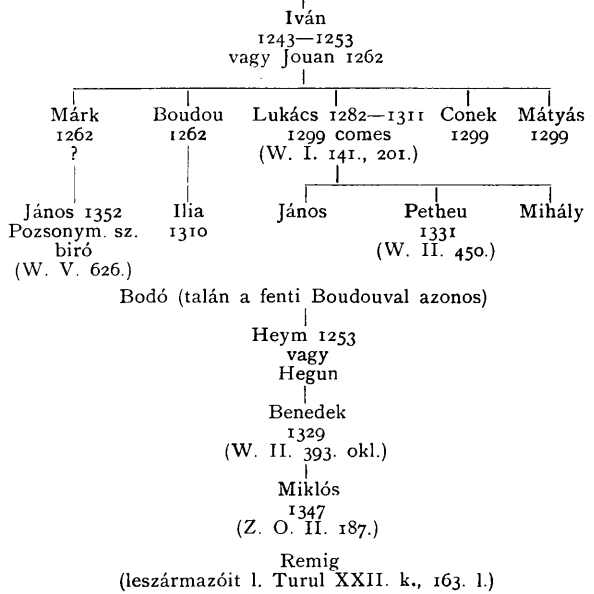 Iván
1243—1253
vagy Jouan 1262
Márk Boudou Lukács 1282—1311 Conek Mátyás
1262 1262 1299 comes 1299 1299
? (W. I. 141., 201.)
János 1352 Ilia János Petheu Mihály
Pozsonym. sz. 1310 1331
biró (W. II. 450.)
(W. V. 626.)
Bodó (talán a fenti Boudouval azonos)
Heym 1253
vagy
Hegun
Benedek
1329
(W. II. 393. okl.)
Miklós
1347
(Z. O. II. 187.)
Remig
(leszármazóit l. Turul XXII. k., 163. l.)